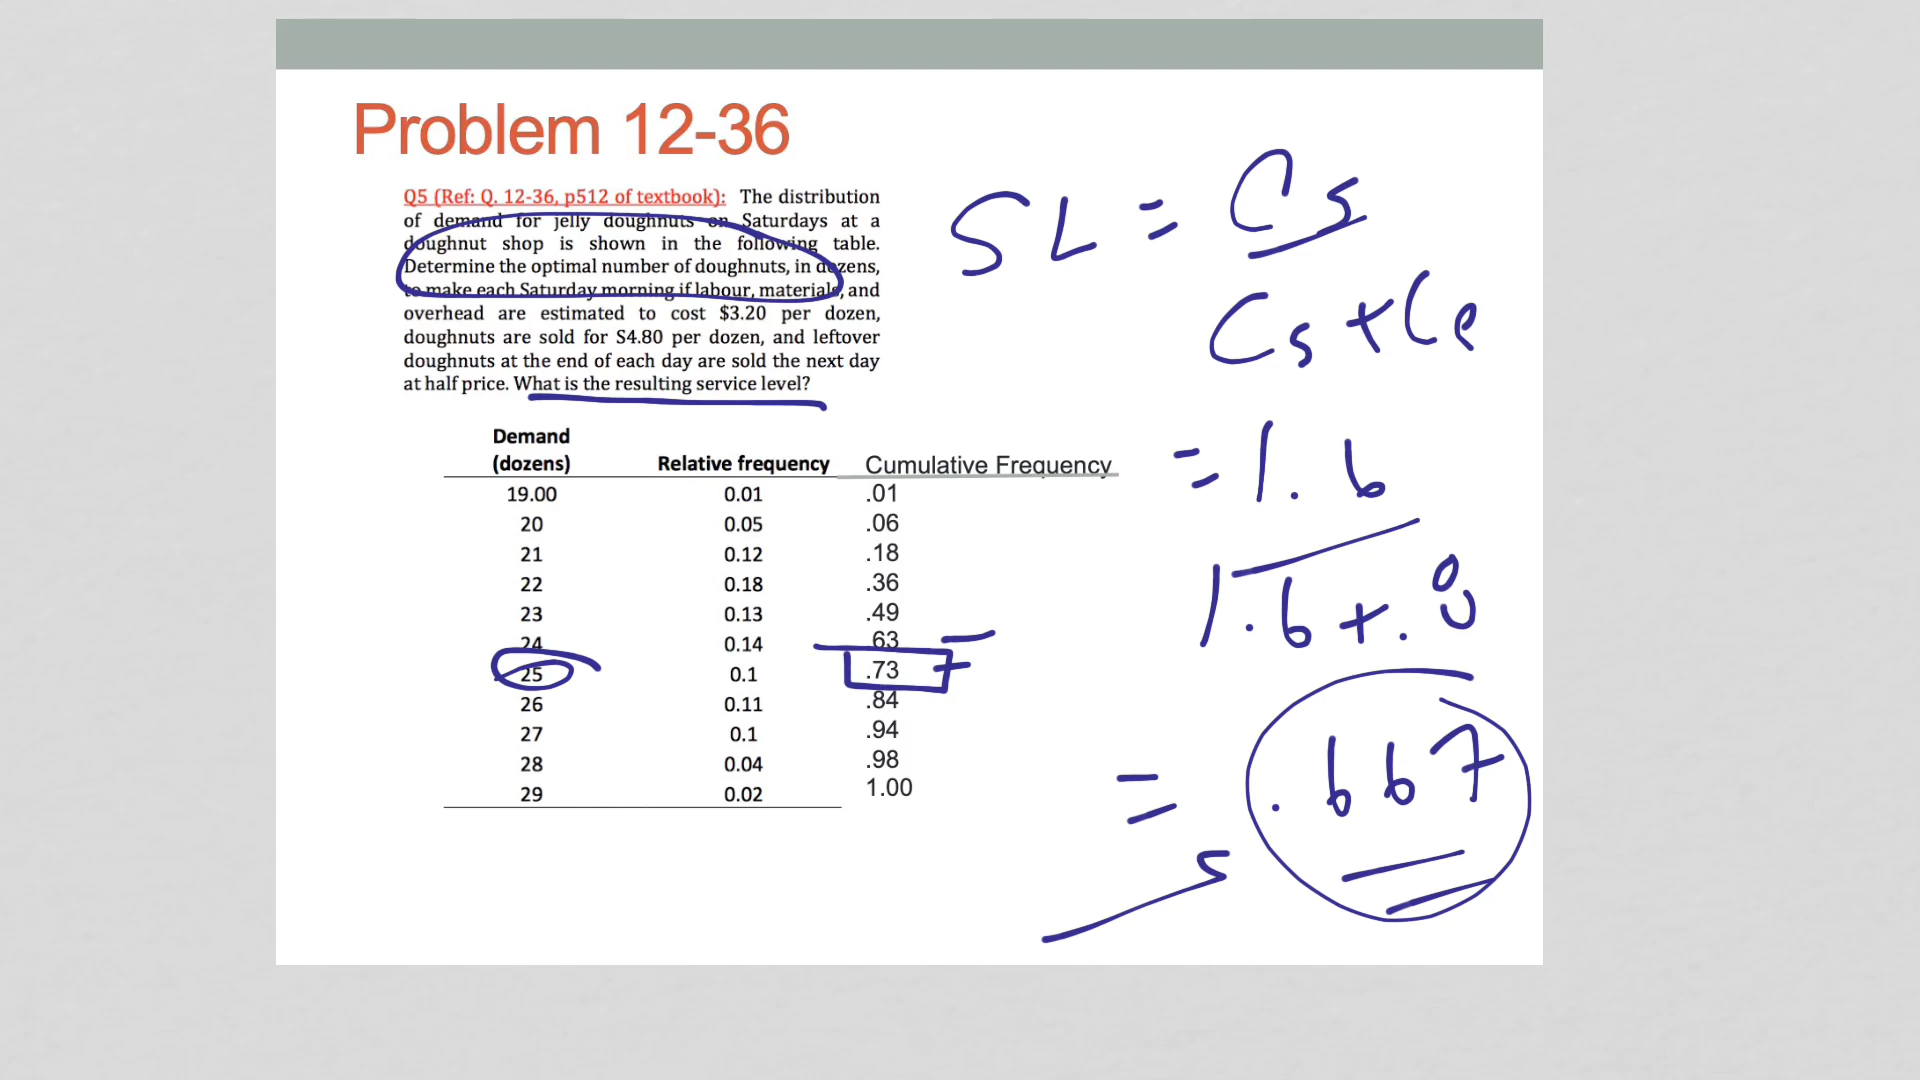 Problem 12-36
Q5 (Ref: Q. 12-36, p512 of textbook): The distribution
of demand for jelly doughnuts on Saturdays at a
doughnut shop is shown in the following table.
Determine the optimal number of doughnuts, in dozens,
to make each Saturday morning if labour, materials, and
overhead are estimated to cost $3.20 per dozen,
doughnuts are sold for S4.80 per dozen, and leftover
doughnuts at the end of each day are sold the next day
at half price. What is the resulting service level?
Demand
(dozens) Relative frequency Cumulative Frequency
19.00 0.01 .01
20 0.05 .06
21 0.12 .18
22 0.18 .36
23 0.13 .49
24 0.14 .63
25 0.1 .73
26 0.11 .84
27 0.1 .94
28 0.04 .98
29 0.02 1.00
SL = Cs
Cs + Ce
= 1.6
1.6 + .8
= .667